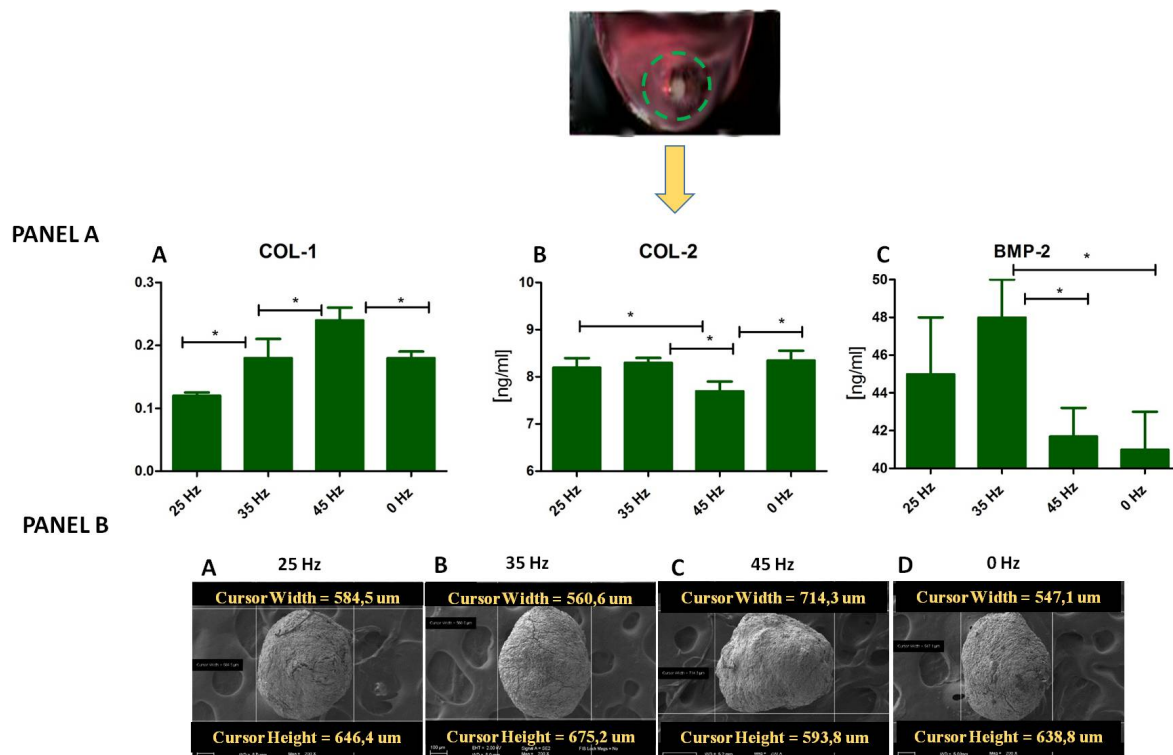 PANEL A
A COL-1
0.3
0.2
0.1
0.0
* * *
25 Hz 35 Hz 45 Hz 0 Hz
B COL-2
[ng/ml]
10
9
8
7
6
* * *
25 Hz 35 Hz 45 Hz 0 Hz
C BMP-2
[ng/ml]
50
48
46
44
42
40
* *
25 Hz 35 Hz 45 Hz 0 Hz
PANEL B
A 25 Hz
Cursor Width = 584,5 um
Cursor Height = 646,4 um
B 35 Hz
Cursor Width = 560,6 um
Cursor Height = 675,2 um
C 45 Hz
Cursor Width = 714,3 um
Cursor Height = 593,8 um
D 0 Hz
Cursor Width = 547,1 um
Cursor Height = 638,8 um